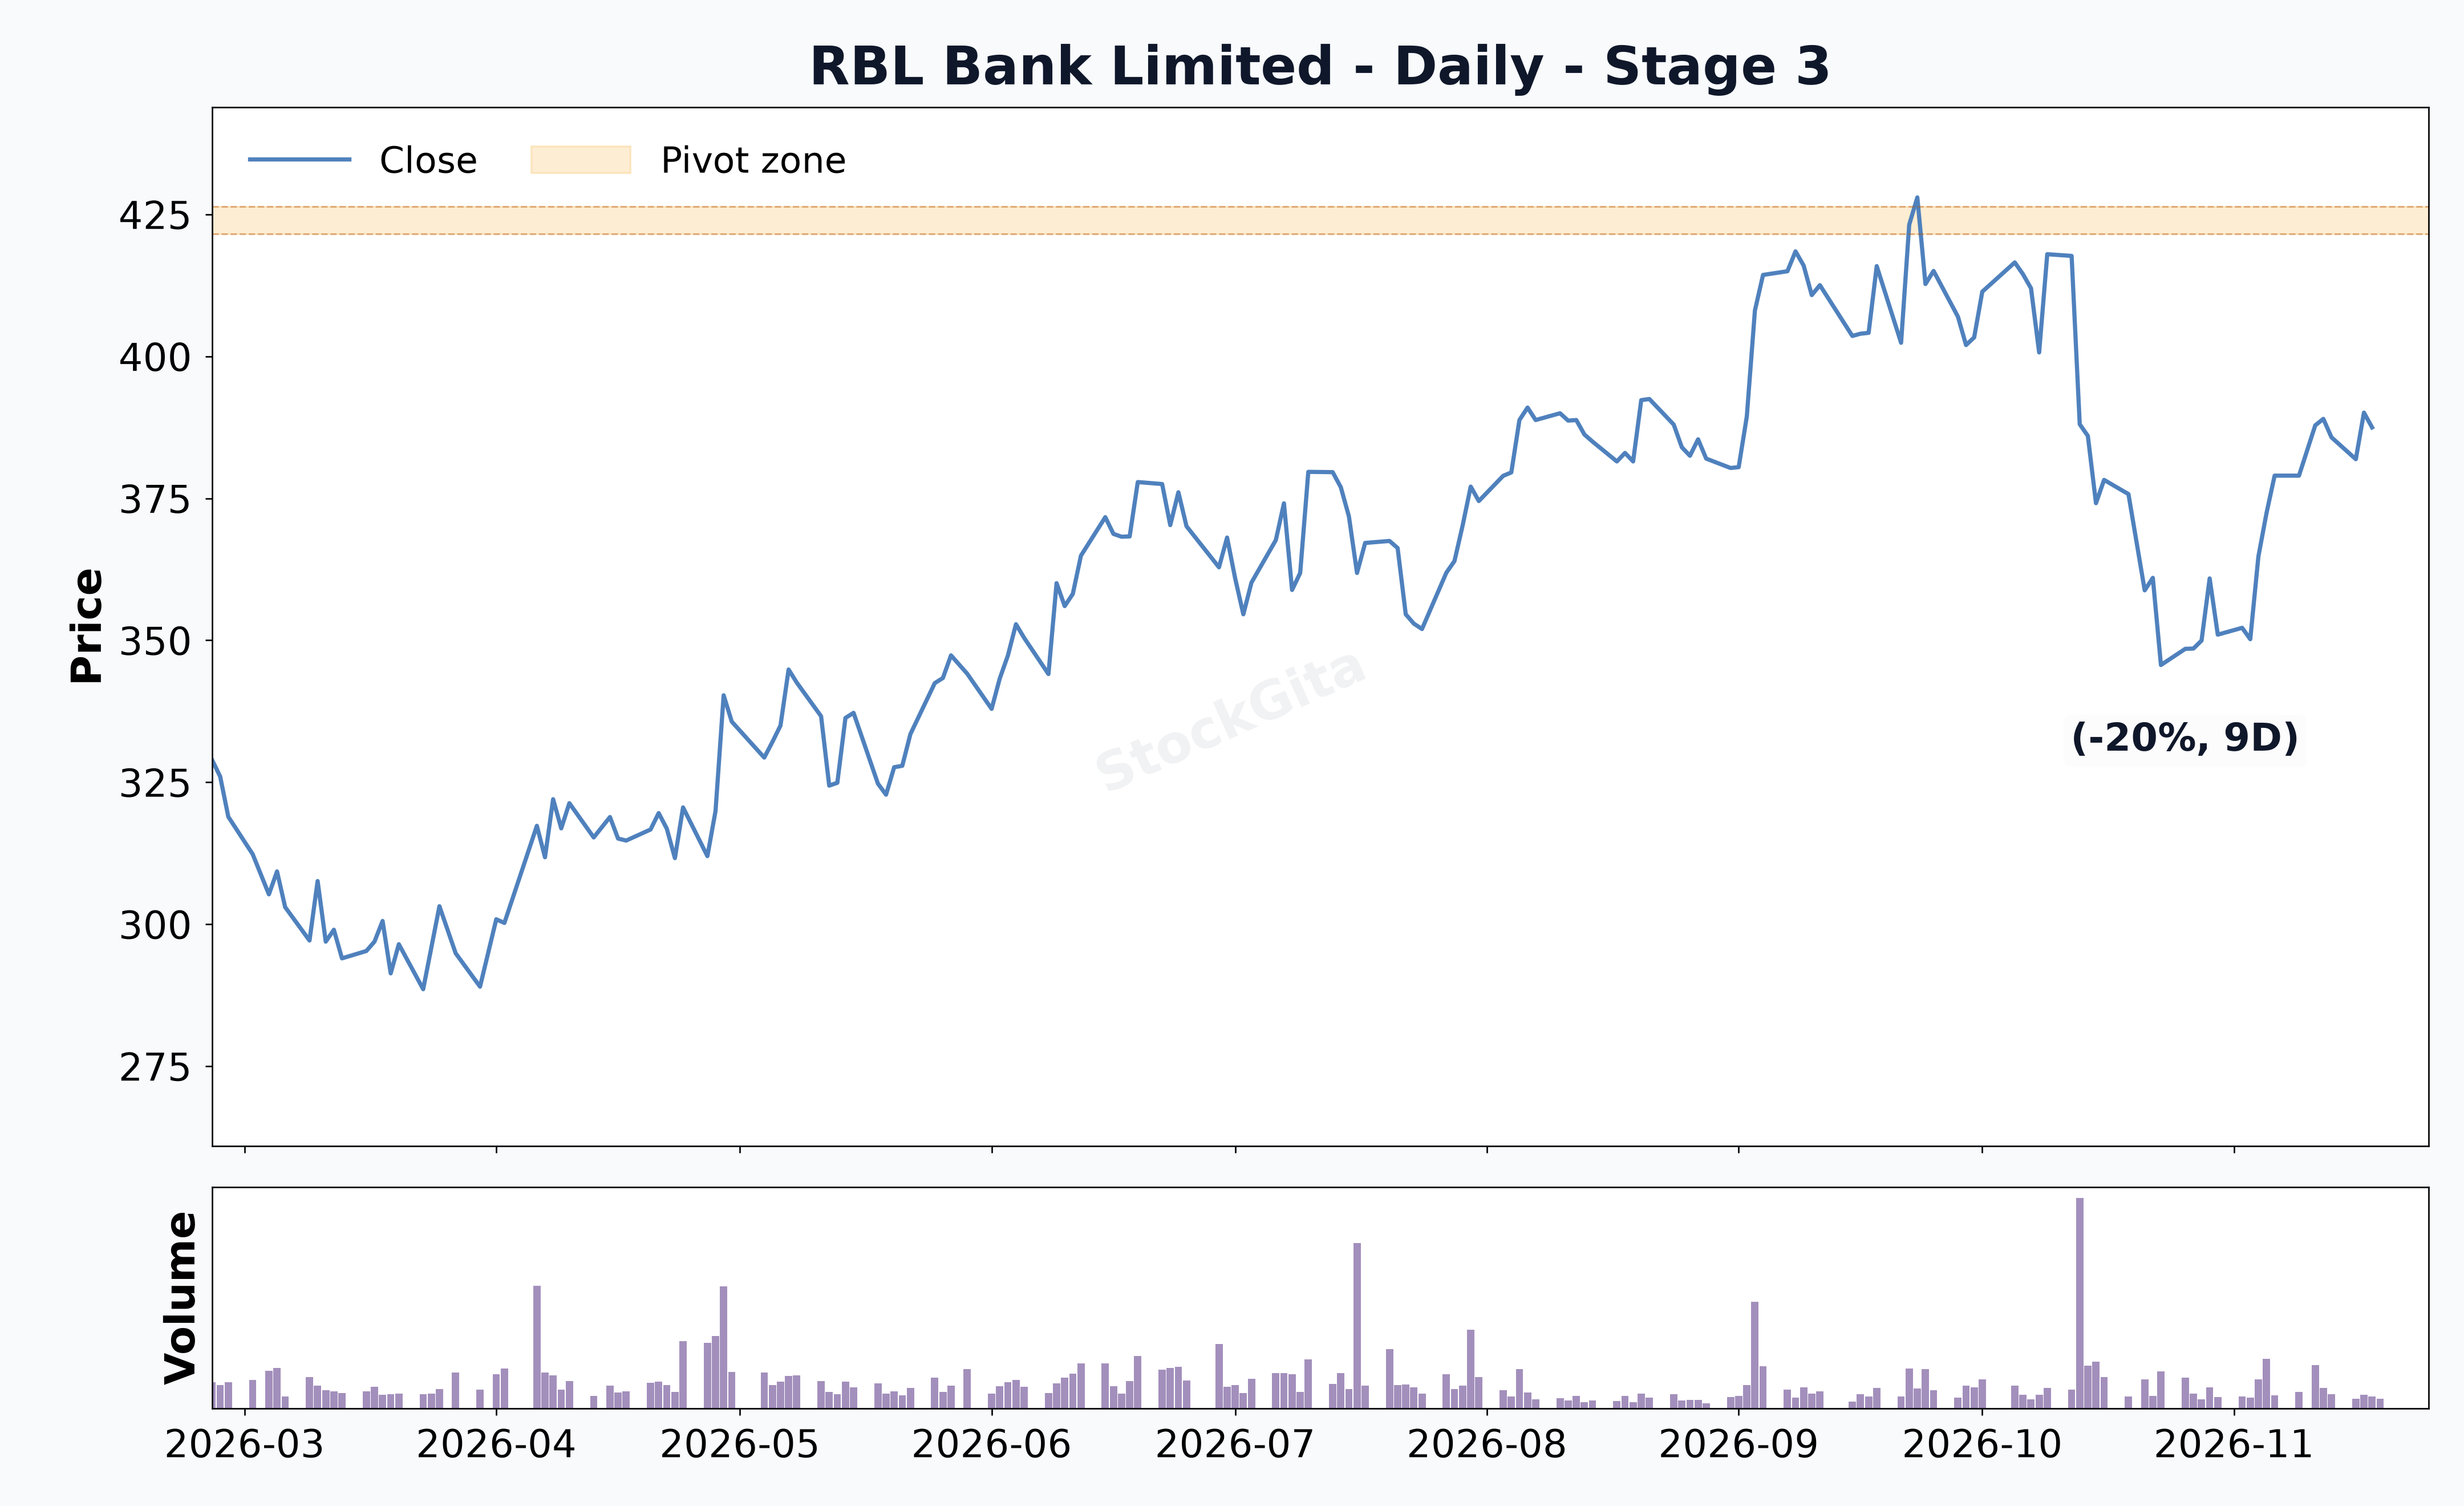 RBL Bank Limited - Daily - Stage 3
Close
Pivot zone
425
400
375
350
325
300
275
Price
StockGita
(-20%, 9D)
Volume
2026-03
2026-04
2026-05
2026-06
2026-07
2026-08
2026-09
2026-10
2026-11